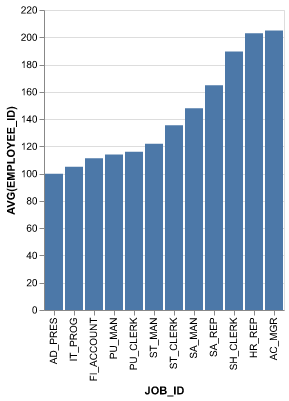 220
200
180
160
140
120
100
80
60
40
20
0
AVG(EMPLOYEE_ID)
AD_PRES
IT_PROG
FI_ACCOUNT
PU_MAN
PU_CLERK
ST_MAN
ST_CLERK
SA_MAN
SA_REP
SH_CLERK
HR_REP
AC_MGR
JOB_ID